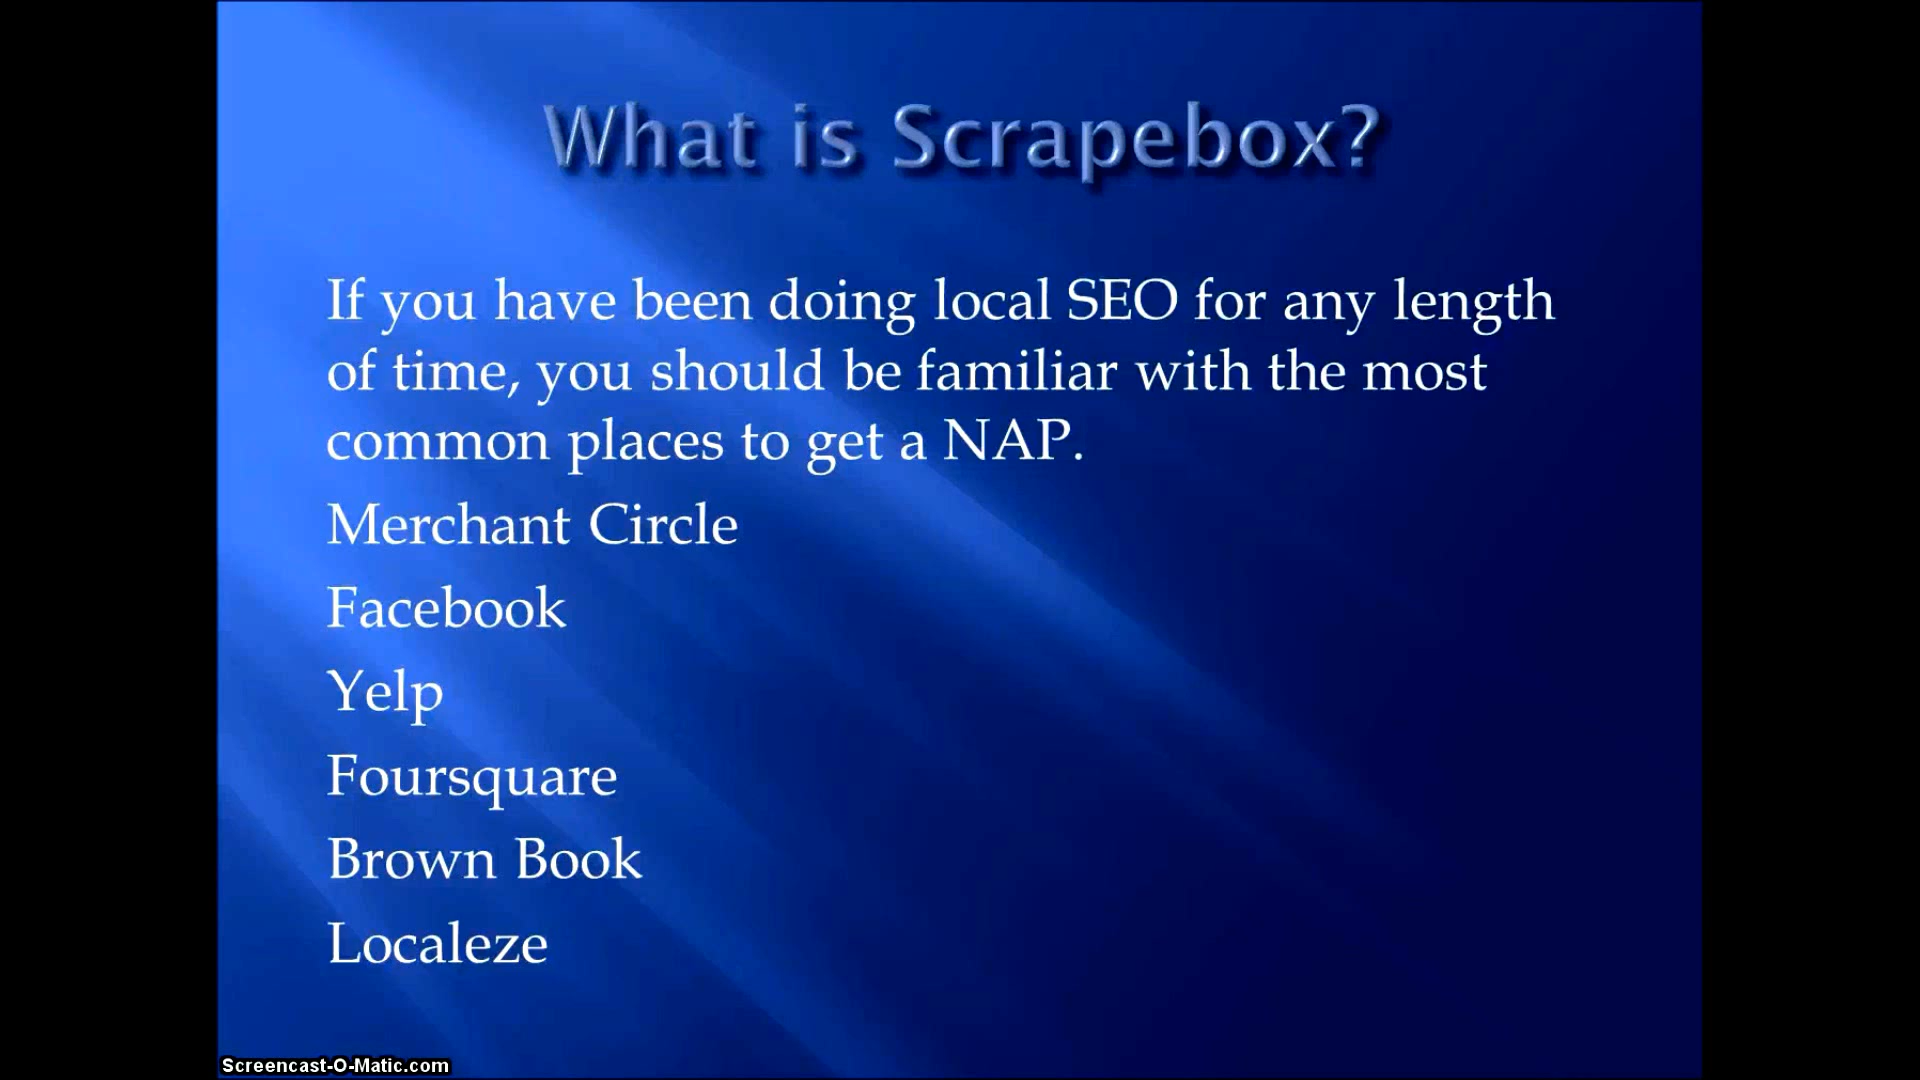 What is Scrapebox?
If you have been doing local SEO for any length
of time, you should be familiar with the most
common places to get a NAP.
Merchant Circle
Facebook
Yelp
Foursquare
Brown Book
Localeze
Screencast-O-Matic.com